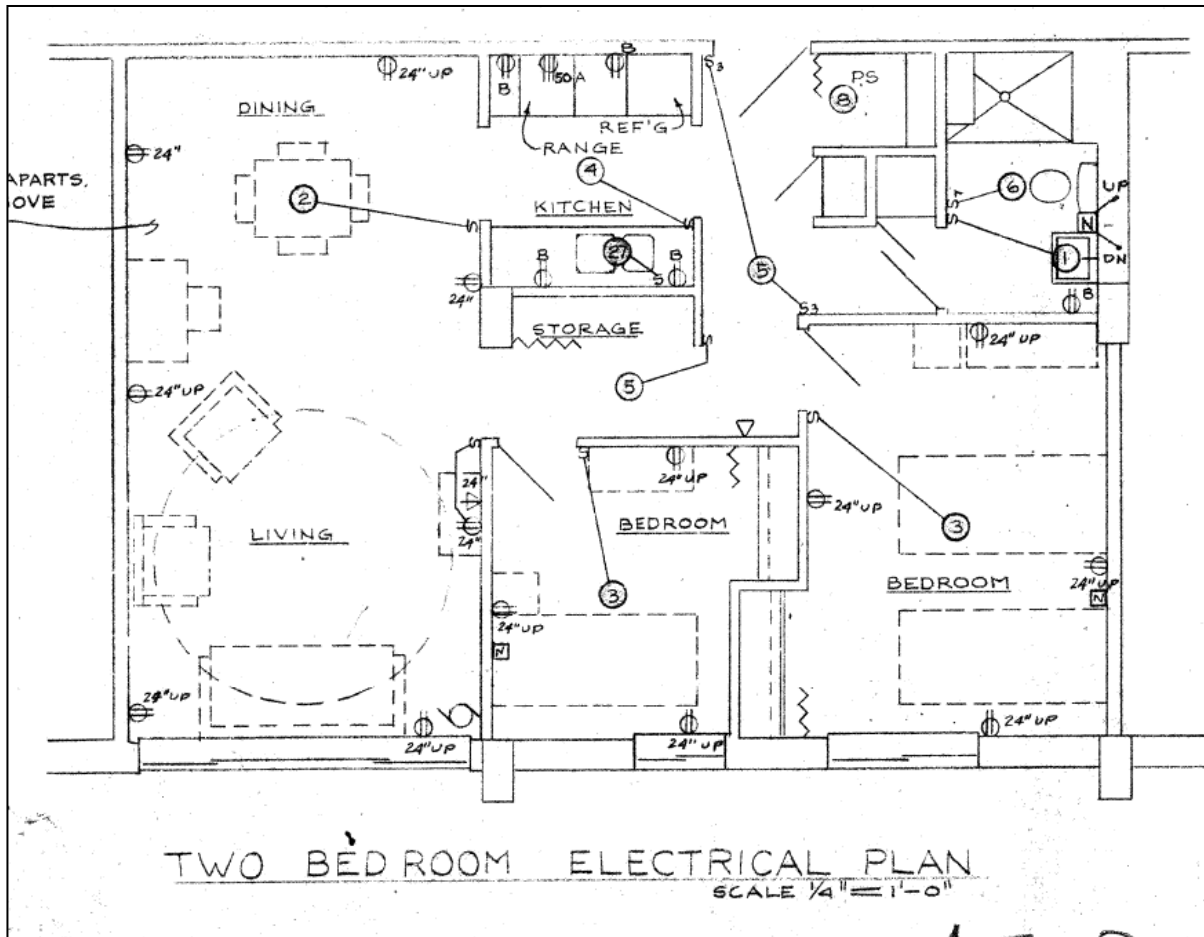 24" UP
B
50 A
B
S3
PS
8
DINING
REF'G
RANGE
24"
APARTS.
OVE
4
2
KITCHEN
6
S7
UP
S
S
S
N
27
5
1
DN
B
B
S
24"
B
S3
STORAGE
S
24" UP
24" UP
5
S
S
S
24" UP
24"
24" UP
BEDROOM
3
LIVING
24"
24" UP
BEDROOM
3
N
24" UP
N
24" UP
24" UP
24" UP
24" UP
TWO BEDROOM ELECTRICAL PLAN
SCALE 1/4" = 1'-0"